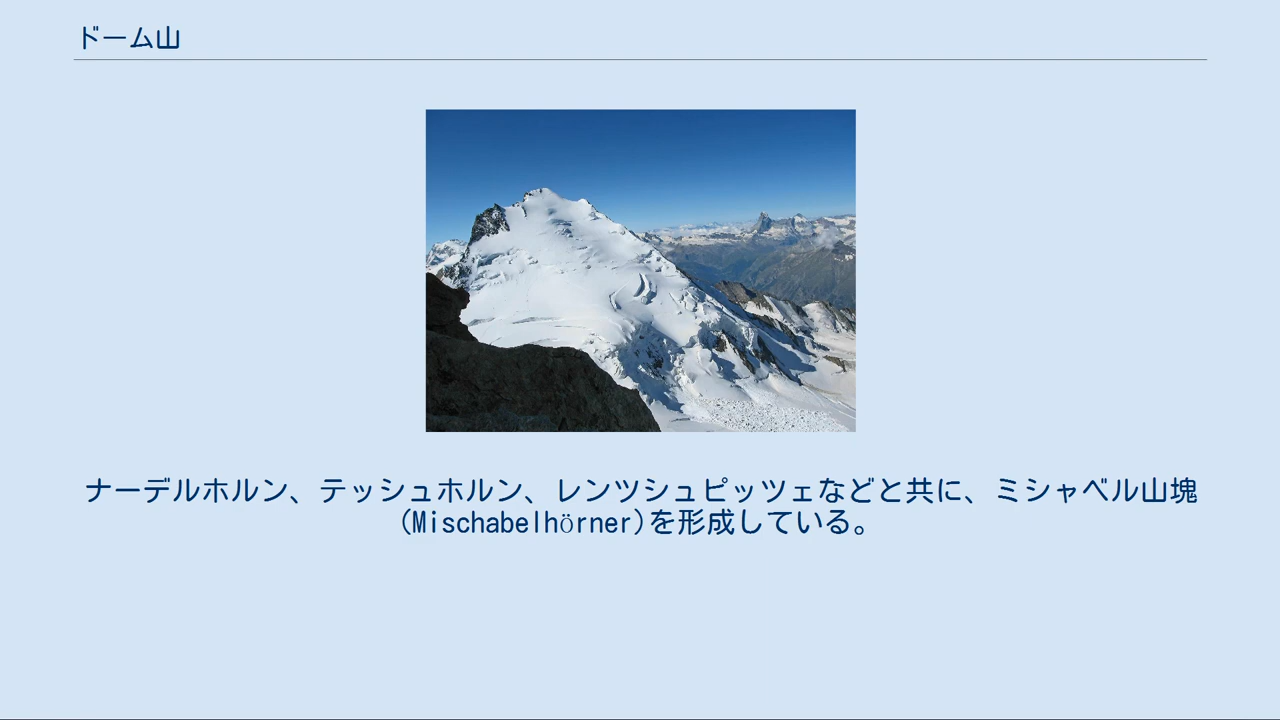 ドーム山
ナーデルホルン、テッシュホルン、レンツシュピッツェなどと共に、ミシャベル山塊
(Mischabelhörner)を形成している。